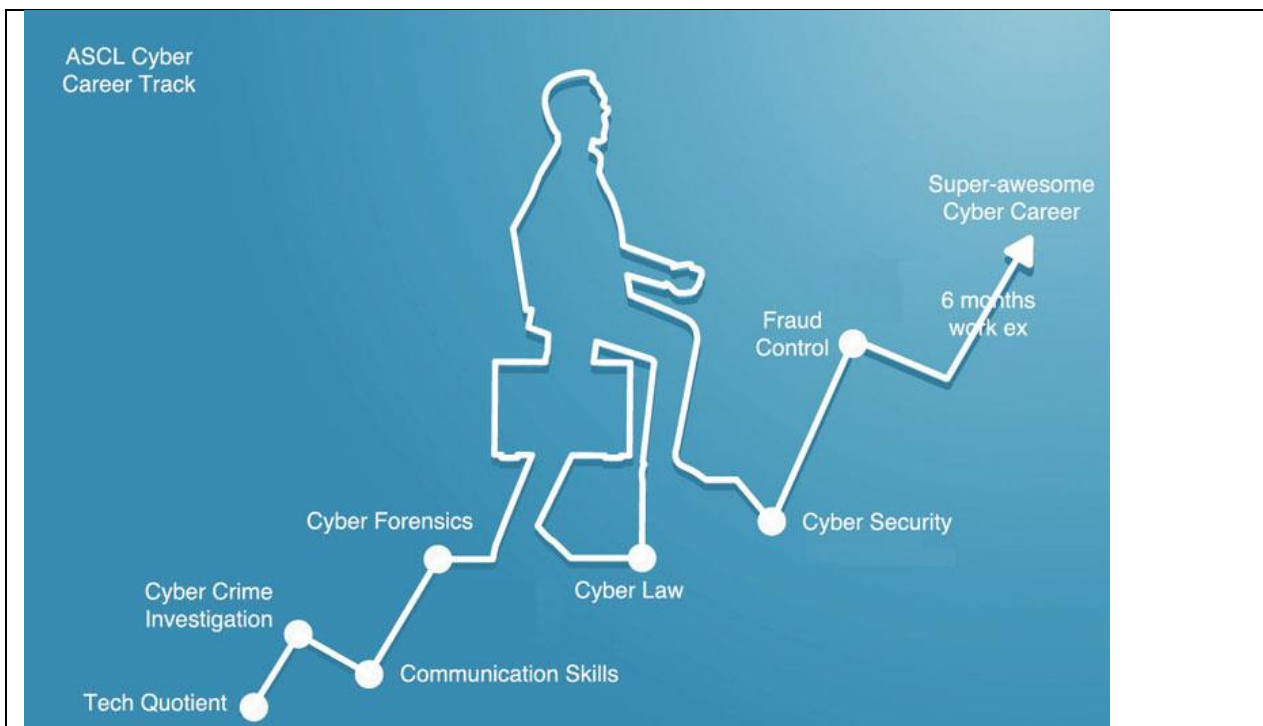 ASCL Cyber
Career Track
Super-awesome
Cyber Career
6 months
work ex
Fraud
Control
Cyber Forensics
Cyber Security
Cyber Crime
Investigation
Cyber Law
Communication Skills
Tech Quotient